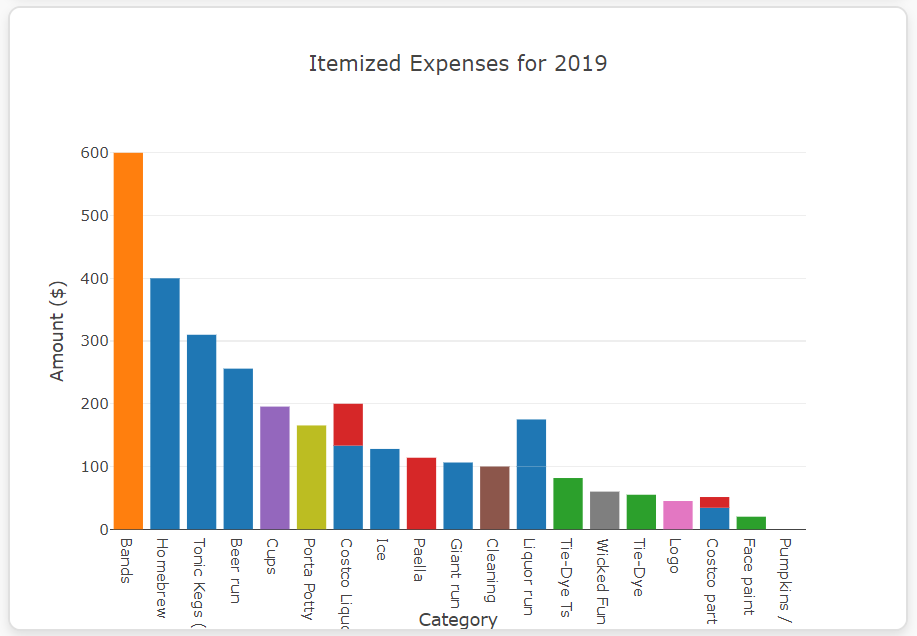 Itemized Expenses for 2019
600
500
400
300
200
100
0
Amount ($)
Bands
Homebrew
Tonic Kegs (
Beer run
Cups
Porta Potty
Costco Liquo
Ice
Paella
Giant run
Cleaning
Liquor run
Tie-Dye Ts
Wicked Fun
Tie-Dye
Logo
Costco part
Face paint
Pumpkins /
Category